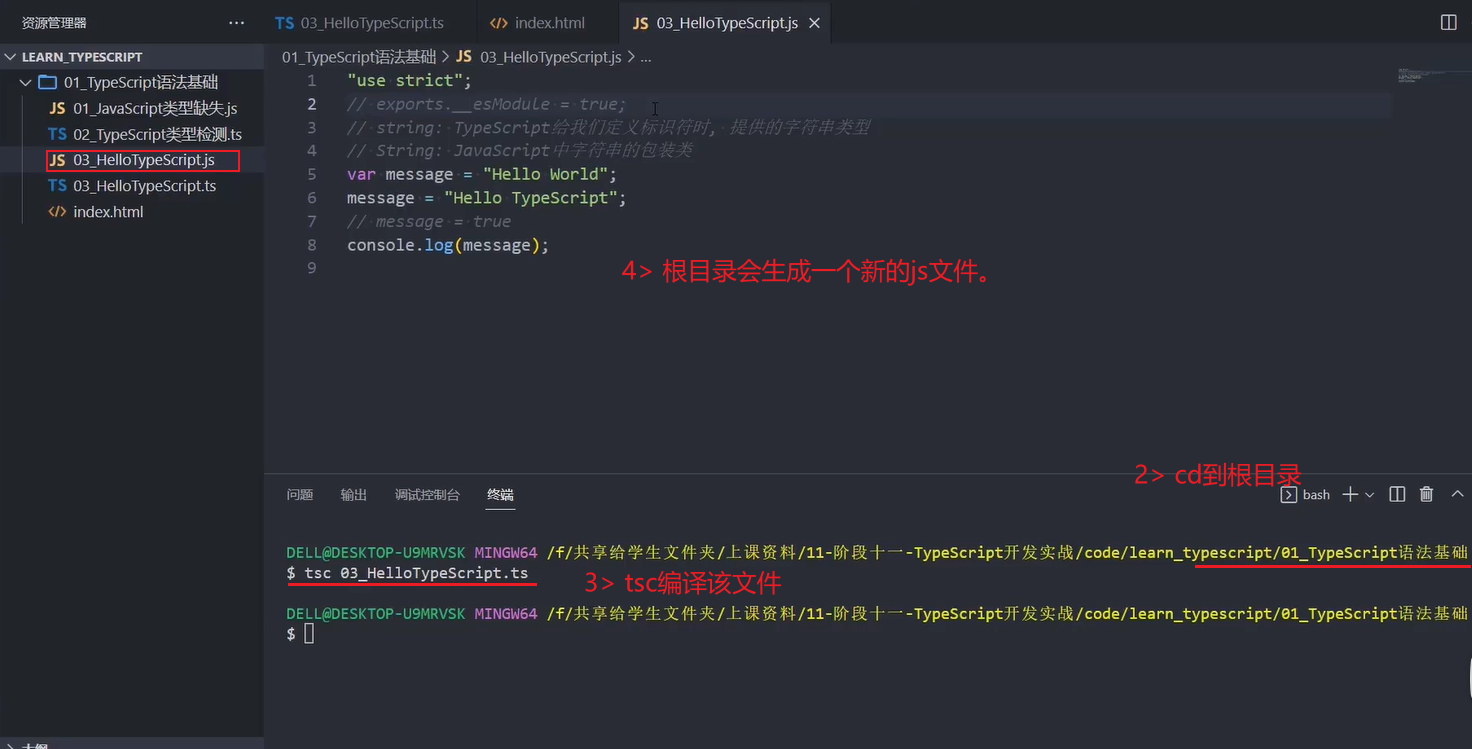 资源管理器 ···
TS 03_HelloTypeScript.ts
index.html
JS 03_HelloTypeScript.js
LEARN_TYPESCRIPT
01_TypeScript语法基础
JS 01_JavaScript类型缺失.js
TS 02_TypeScript类型检测.ts
JS 03_HelloTypeScript.js
TS 03_HelloTypeScript.ts
index.html
01_TypeScript语法基础 > JS 03_HelloTypeScript.js > ...
1 "use strict";
2 // exports.__esModule = true;
3 // string: TypeScript给我们定义标识符时, 提供的字符串类型
4 // String: JavaScript中字符串的包装类
5 var message = "Hello World";
6 message = "Hello TypeScript";
7 // message = true
8 console.log(message);
9
4> 根目录会生成一个新的js文件。
2> cd到根目录
问题 输出 调试控制台 终端
bash
DELL@DESKTOP-U9MRVSK MINGW64 /f/共享给学生文件夹/上课资料/11-阶段十一-TypeScript开发实战/code/learn_typescript/01_TypeScript语法基础
$ tsc 03_HelloTypeScript.ts
3> tsc编译该文件
DELL@DESKTOP-U9MRVSK MINGW64 /f/共享给学生文件夹/上课资料/11-阶段十一-TypeScript开发实战/code/learn_typescript/01_TypeScript语法基础
$